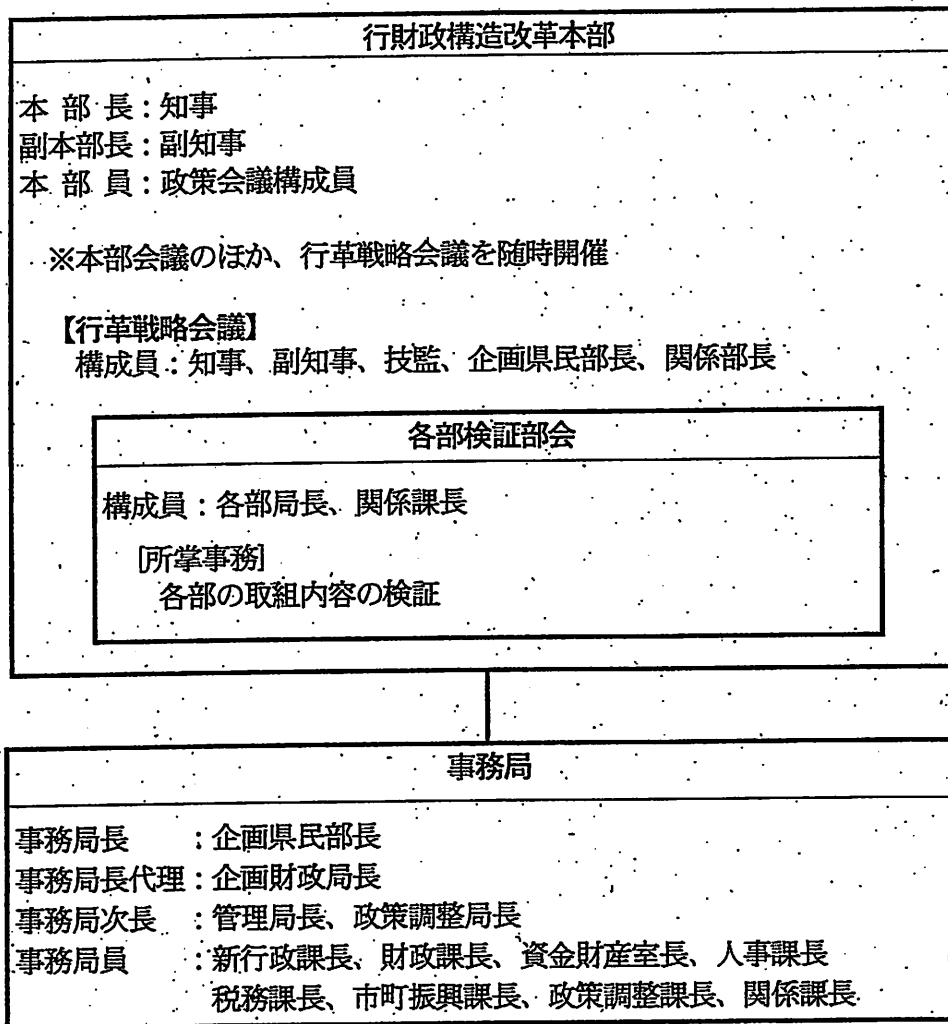 行財政構造改革本部
本部長：知事
副本部長：副知事
本部員：政策会議構成員
※本部会議のほか、行革戦略会議を随時開催
【行革戦略会議】
構成員：知事、副知事、技監、企画県民部長、関係部長
各部検証部会
構成員：各部局長、関係課長
[所掌事務]
各部の取組内容の検証
事務局
事務局長　　：企画県民部長
事務局長代理：企画財政局長
事務局次長　：管理局長、政策調整局長
事務局員　　：新行政課長、財政課長、資金財産室長、人事課長
税務課長、市町振興課長、政策調整課長、関係課長